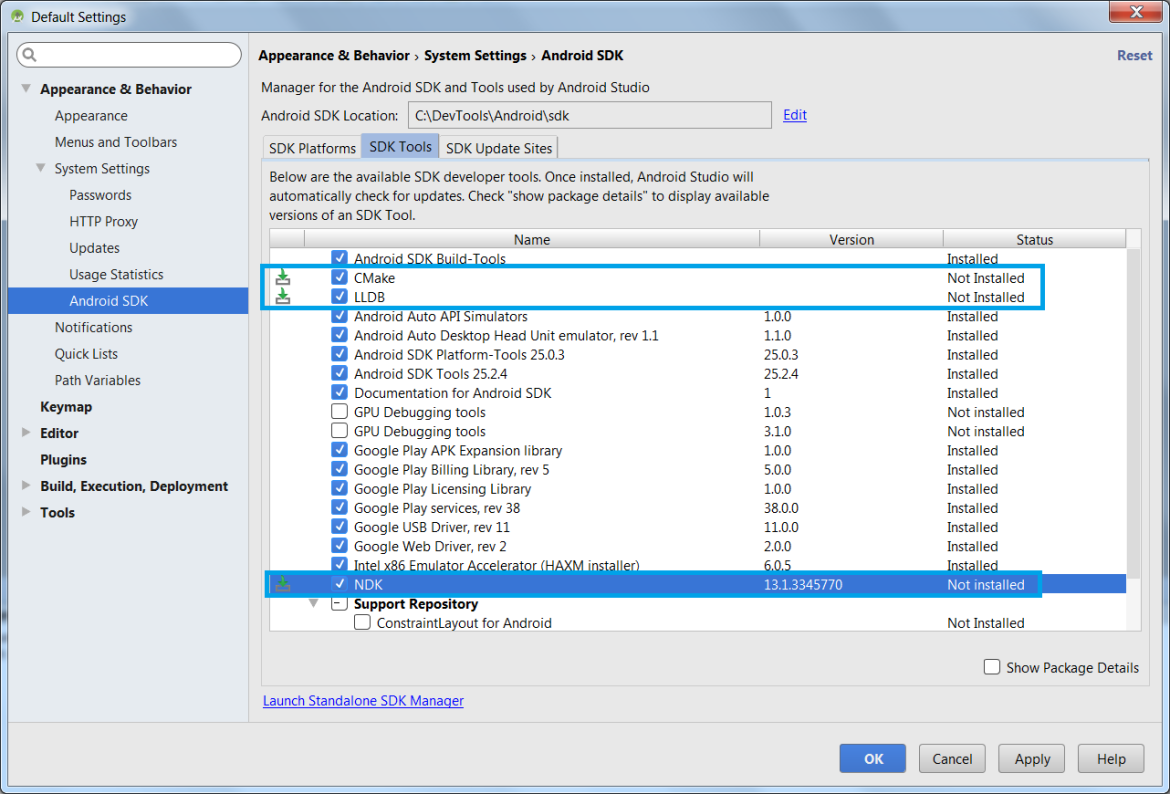 Default Settings
Appearance & Behavior
Appearance
Menus and Toolbars
System Settings
Passwords
HTTP Proxy
Updates
Usage Statistics
Android SDK
Notifications
Quick Lists
Path Variables
Keymap
Editor
Plugins
Build, Execution, Deployment
Tools
Appearance & Behavior › System Settings › Android SDK
Reset
Manager for the Android SDK and Tools used by Android Studio
Android SDK Location: C:\DevTools\Android\sdk Edit
SDK Platforms SDK Tools SDK Update Sites
Below are the available SDK developer tools. Once installed, Android Studio will
automatically check for updates. Check "show package details" to display available
versions of an SDK Tool.
Name Version Status
Android SDK Build-Tools Installed
CMake Not Installed
LLDB Not Installed
Android Auto API Simulators 1.0.0 Installed
Android Auto Desktop Head Unit emulator, rev 1.1 1.1.0 Installed
Android SDK Platform-Tools 25.0.3 25.0.3 Installed
Android SDK Tools 25.2.4 25.2.4 Installed
Documentation for Android SDK 1 Installed
GPU Debugging tools 1.0.3 Not installed
GPU Debugging tools 3.1.0 Not installed
Google Play APK Expansion library 1.0.0 Installed
Google Play Billing Library, rev 5 5.0.0 Installed
Google Play Licensing Library 1.0.0 Installed
Google Play services, rev 38 38.0.0 Installed
Google USB Driver, rev 11 11.0.0 Installed
Google Web Driver, rev 2 2.0.0 Installed
Intel x86 Emulator Accelerator (HAXM installer) 6.0.5 Installed
NDK 13.1.3345770 Not installed
Support Repository
ConstraintLayout for Android Not Installed
Show Package Details
Launch Standalone SDK Manager
OK Cancel Apply Help